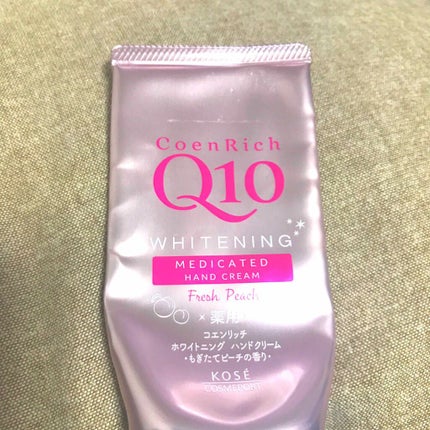 CoenRich
Q10
WHITENING
MEDICATED
HAND CREAM
Fresh Peach
× 薬用
コエンリッチ
ホワイトニング ハンドクリーム
・もぎたてピーチの香り・
KOSÉ
COSMEPORT